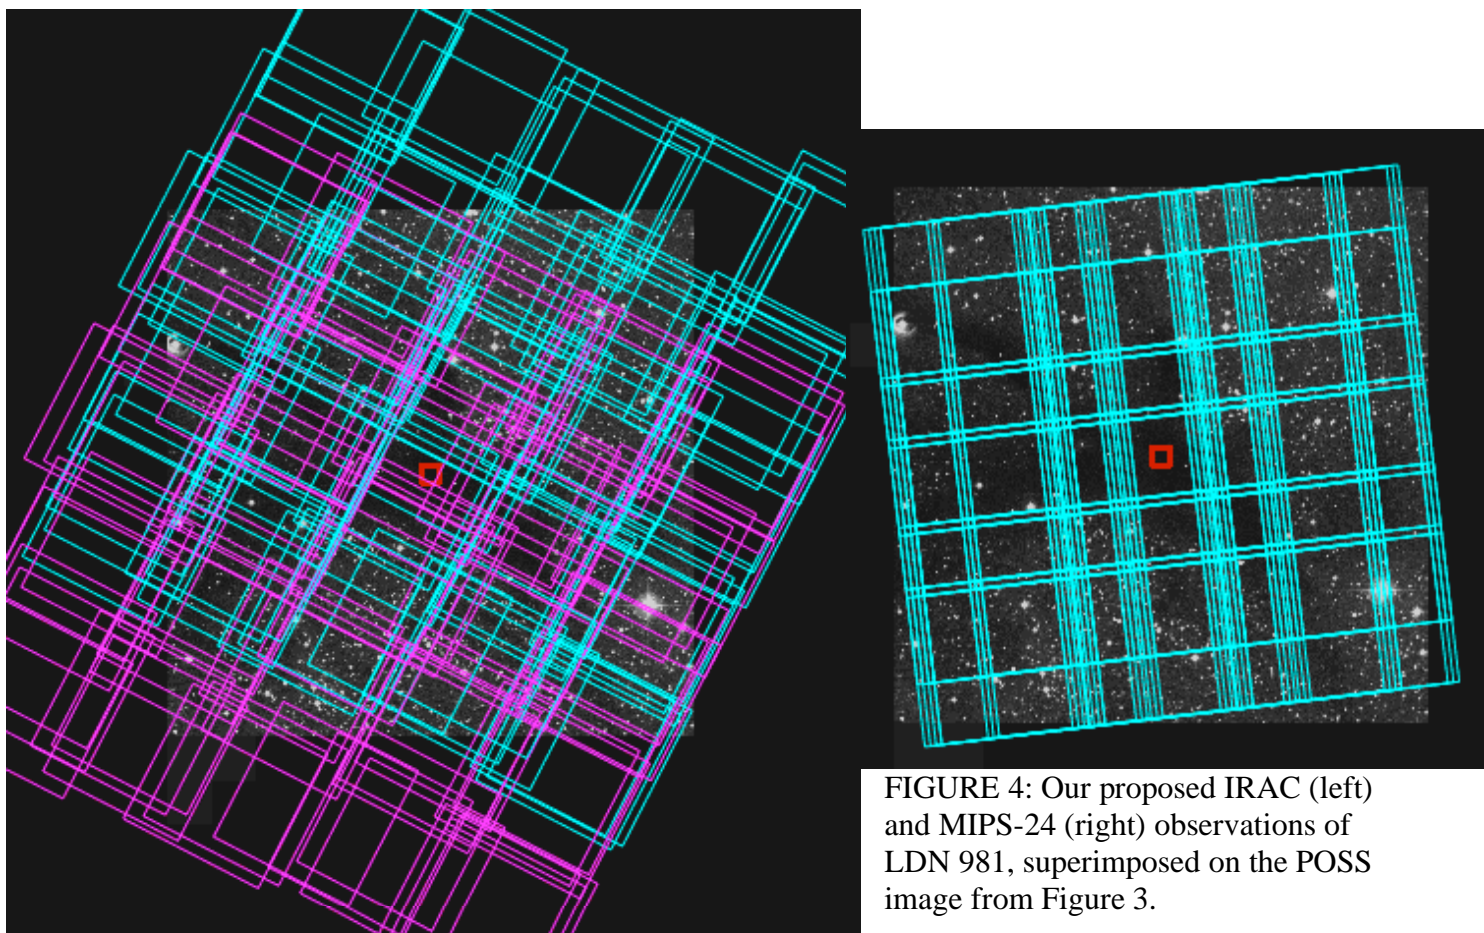 FIGURE 4: Our proposed IRAC (left)
and MIPS-24 (right) observations of
LDN 981, superimposed on the POSS
image from Figure 3.